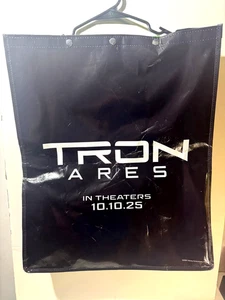 TRON
ARES
IN THEATERS
10.10.25